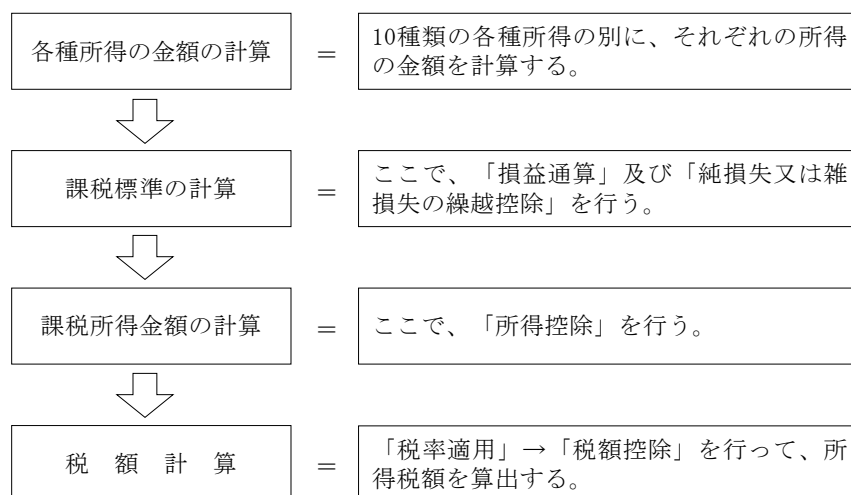 各種所得の金額の計算
＝
10種類の各種所得の別に、それぞれの所得
の金額を計算する。
課税標準の計算
＝
ここで、「損益通算」及び「純損失又は雑
損失の繰越控除」を行う。
課税所得金額の計算
＝
ここで、「所得控除」を行う。
税　額　計　算
＝
「税率適用」→「税額控除」を行って、所
得税額を算出する。